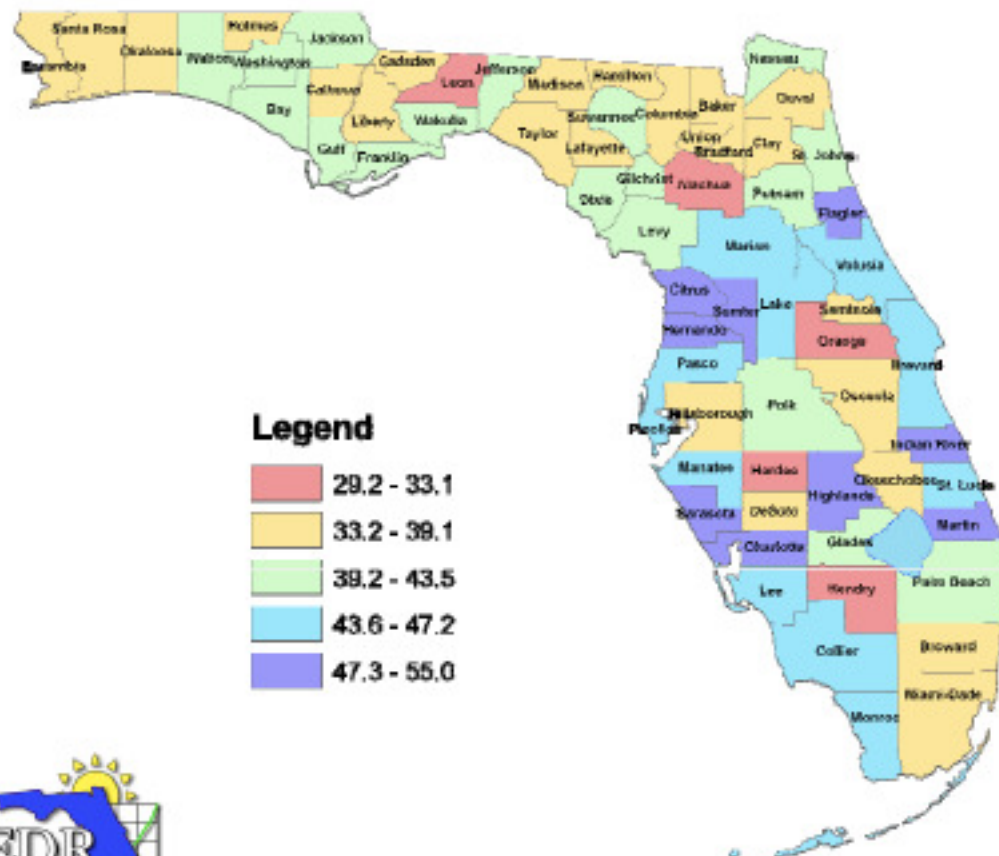 Santa Rosa
Holmes
Jackson
Okaloosa
Walton
Washington
Escambia
Gadsden
Leon
Jefferson
Madison
Hamilton
Nassau
Calhoun
Bay
Liberty
Wakulla
Taylor
Suwannee
Columbia
Baker
Duval
Lafayette
Union
Bradford
Clay
St. Johns
Gulf
Franklin
Dixie
Gilchrist
Alachua
Putnam
Flagler
Levy
Marion
Volusia
Citrus
Sumter
Lake
Seminole
Hernando
Orange
Pasco
Brevard
Hillsborough
Polk
Osceola
Pinellas
Indian River
Manatee
Hardee
Highlands
Okeechobee
St. Lucie
Sarasota
DeSoto
Martin
Charlotte
Glades
Lee
Hendry
Palm Beach
Collier
Broward
Miami-Dade
Monroe
Legend
29.2 - 33.1
33.2 - 39.1
39.2 - 43.5
43.6 - 47.2
47.3 - 55.0
EDR